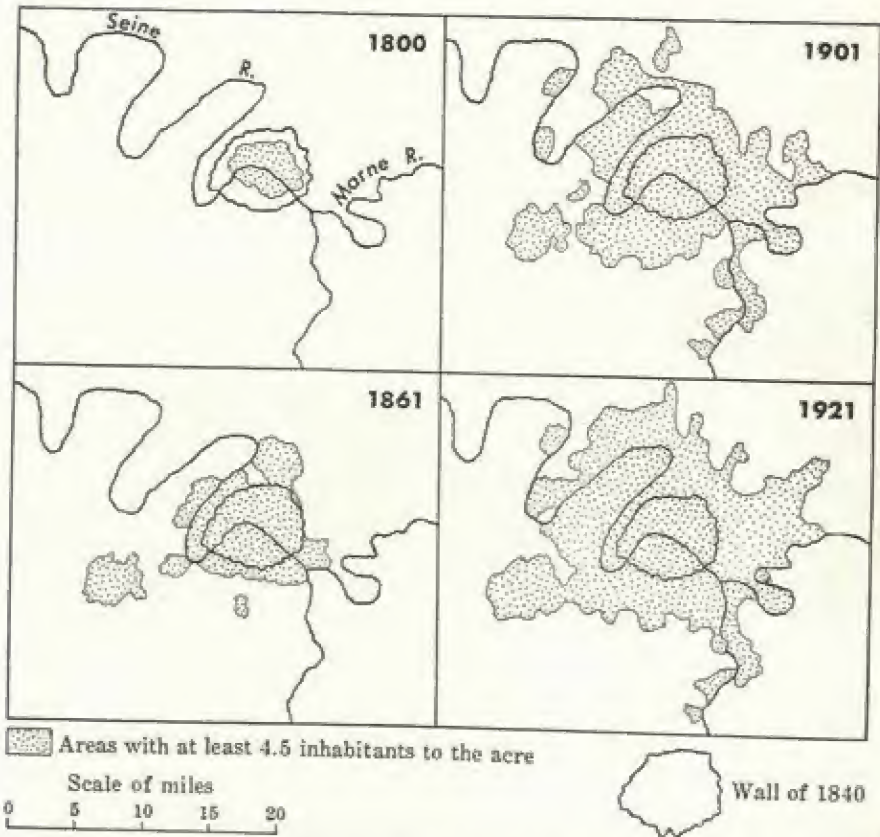 Seine
R.
1800
Marne R.
1901
1861
1921
Areas with at least 4.5 inhabitants to the acre
Scale of miles
0 5 10 15 20
Wall of 1840